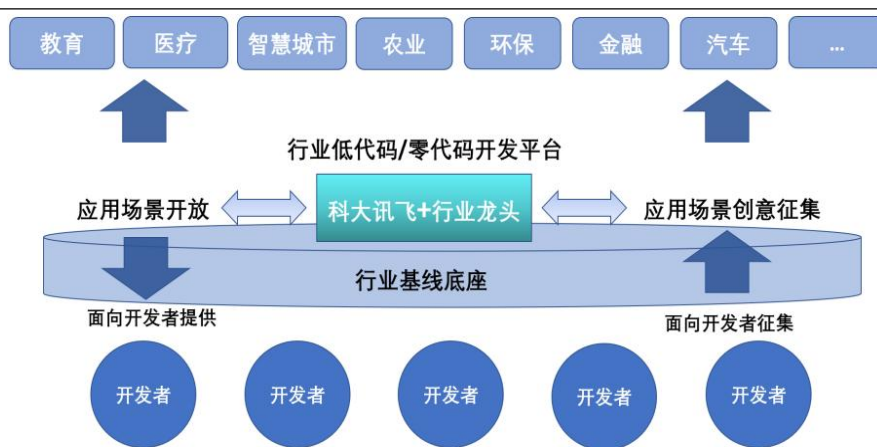 教育 医疗 智慧城市 农业 环保 金融 汽车 ...
行业低代码/零代码开发平台
应用场景开放 科大讯飞+行业龙头 应用场景创意征集
行业基线底座
面向开发者提供 面向开发者征集
开发者 开发者 开发者 开发者 开发者